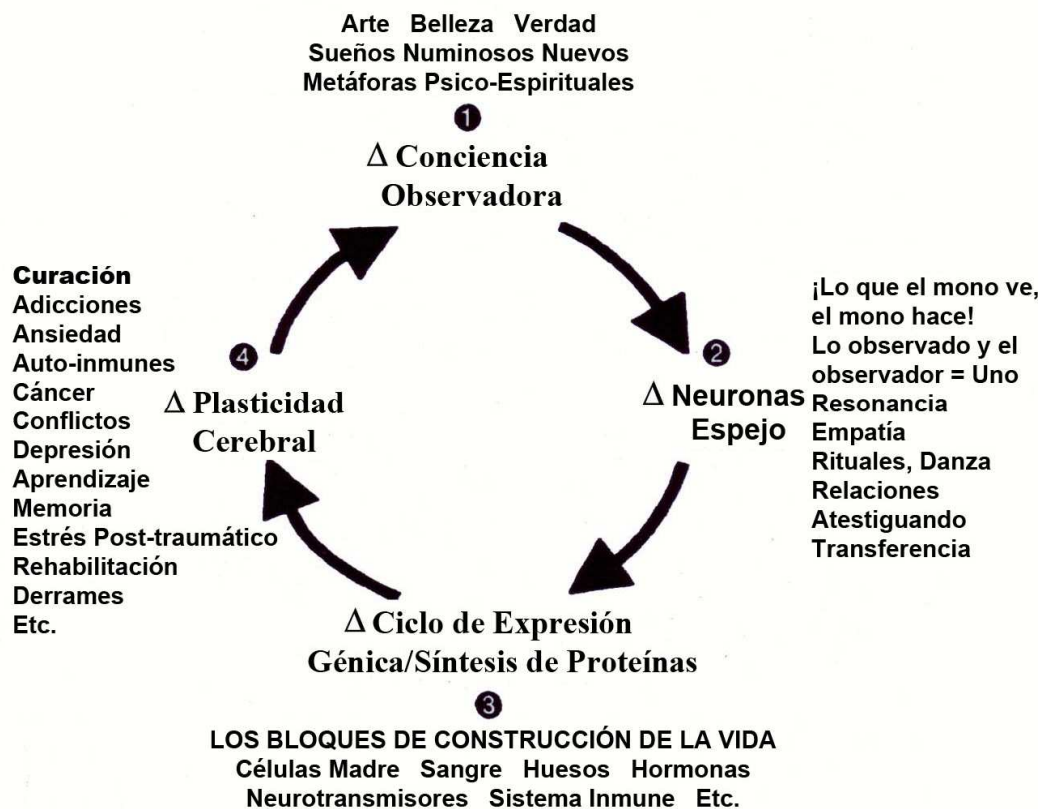 Arte Belleza Verdad
Sueños Numinosos Nuevos
Metáforas Psico-Espirituales
1
Δ Conciencia
Observadora
2
Δ Neuronas
Espejo
¡Lo que el mono ve,
el mono hace!
Lo observado y el
observador = Uno
Resonancia
Empatía
Rituales, Danza
Relaciones
Atestiguando
Transferencia
Δ Ciclo de Expresión
Génica/Síntesis de Proteínas
3
LOS BLOQUES DE CONSTRUCCIÓN DE LA VIDA
Células Madre Sangre Huesos Hormonas
Neurotransmisores Sistema Inmune Etc.
4
Δ Plasticidad
Cerebral
Curación
Adicciones
Ansiedad
Auto-inmunes
Cáncer
Conflictos
Depresión
Aprendizaje
Memoria
Estrés Post-traumático
Rehabilitación
Derrames
Etc.